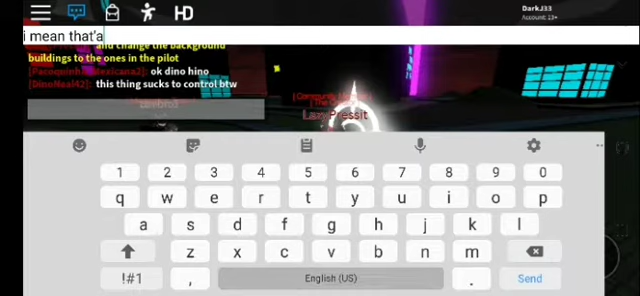 HD
DarkJ33
Account: 13+
i mean that'a
and change the background
buildings to the ones in the pilot
ok dino hino
[DinoNeal42]: this thing sucks to control btw
1 2 3 4 5 6 7 8 9 0
q w e r t y u i o p
a s d f g h j k l
z x c v b n m
!#1 , English (US) . Send